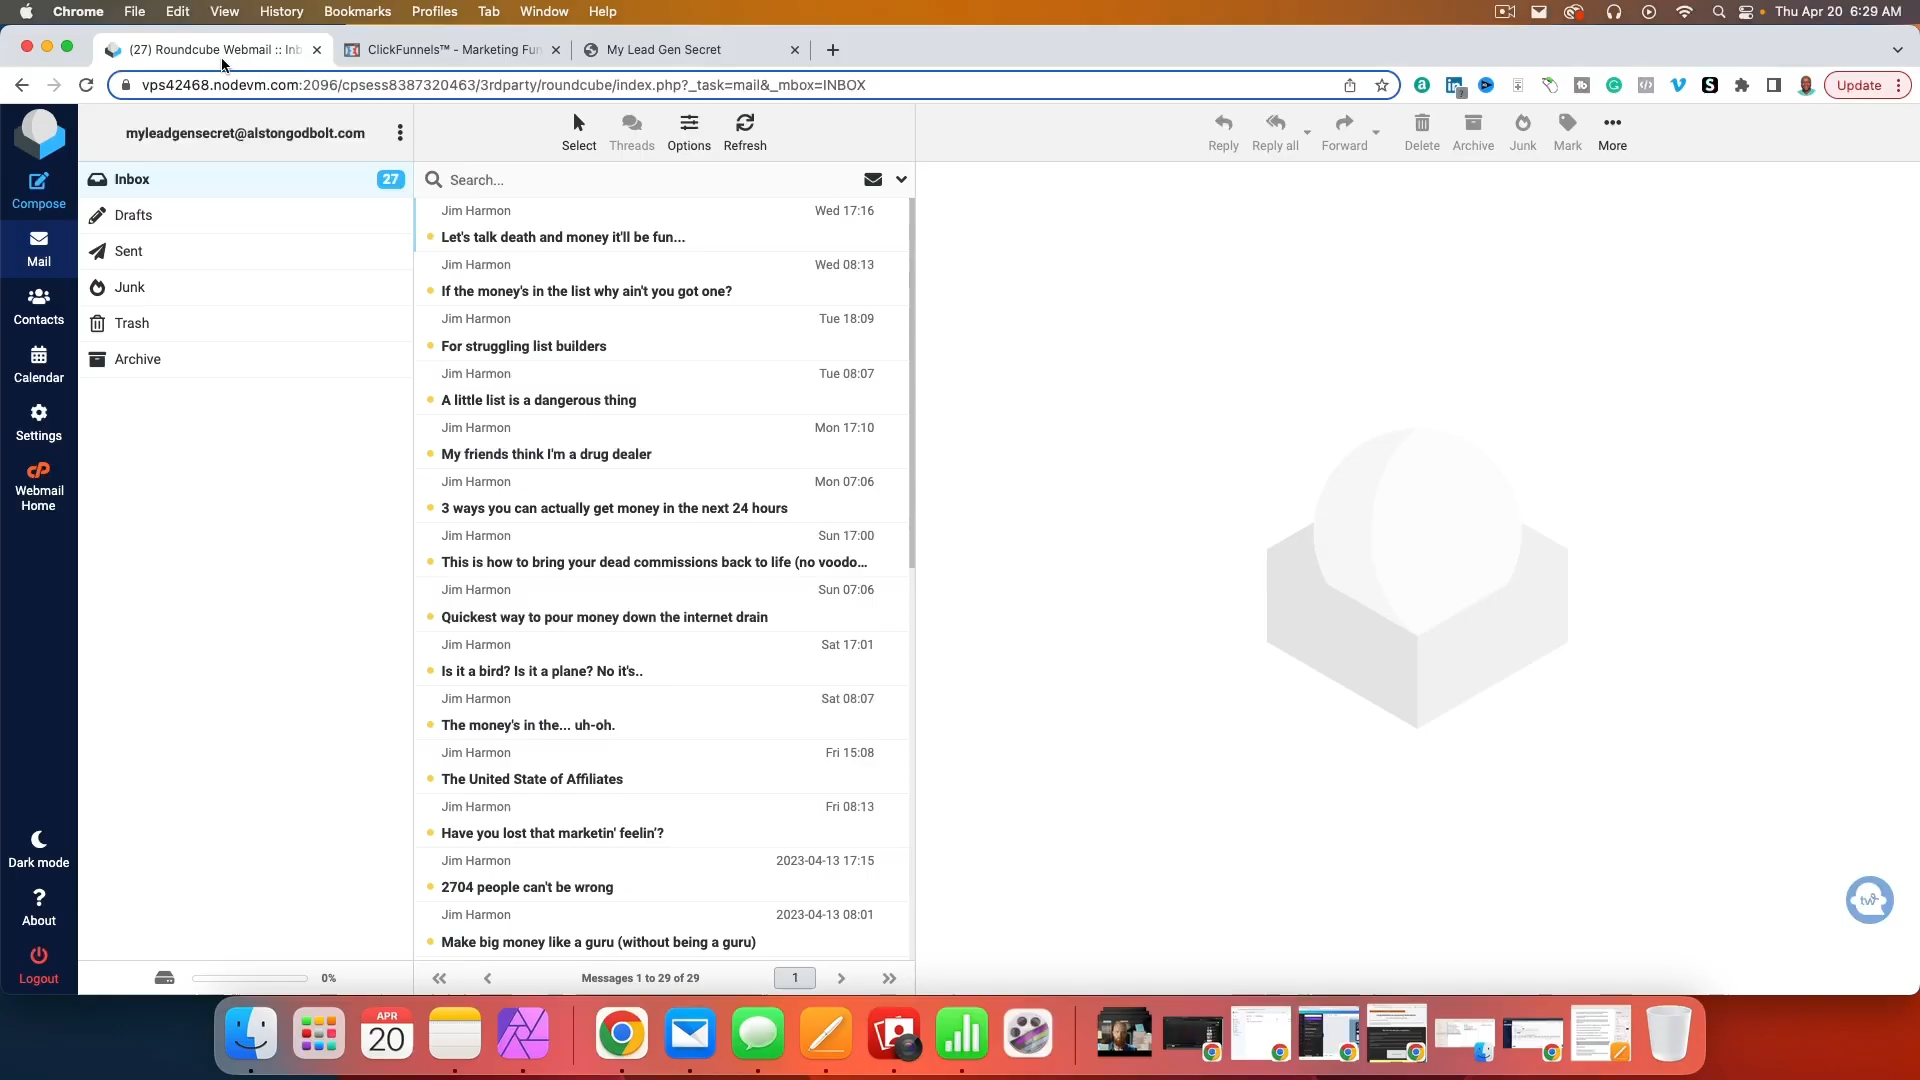 Chrome File Edit View History Bookmarks Profiles Tab Window Help
Thu Apr 20 6:29 AM
(27) Roundcube Webmail :: Inb
ClickFunnels™ - Marketing Fun
My Lead Gen Secret
vps42468.nodevm.com:2096/cpsess8387320463/3rdparty/roundcube/index.php?_task=mail&_mbox=INBOX
Update
myleadgensecret@alstongodbolt.com
Select
Threads
Options
Refresh
Reply
Reply all
Forward
Delete
Archive
Junk
Mark
More
Compose
Mail
Contacts
Calendar
Settings
Webmail
Home
Dark mode
About
Logout
Inbox 27
Drafts
Sent
Junk
Trash
Archive
0%
Search...
Jim Harmon Wed 17:16
Let's talk death and money it'll be fun...
Jim Harmon Wed 08:13
If the money's in the list why ain't you got one?
Jim Harmon Tue 18:09
For struggling list builders
Jim Harmon Tue 08:07
A little list is a dangerous thing
Jim Harmon Mon 17:10
My friends think I'm a drug dealer
Jim Harmon Mon 07:06
3 ways you can actually get money in the next 24 hours
Jim Harmon Sun 17:00
This is how to bring your dead commissions back to life (no voodo...
Jim Harmon Sun 07:06
Quickest way to pour money down the internet drain
Jim Harmon Sat 17:01
Is it a bird? Is it a plane? No it's..
Jim Harmon Sat 08:07
The money's in the... uh-oh.
Jim Harmon Fri 15:08
The United State of Affiliates
Jim Harmon Fri 08:13
Have you lost that marketin' feelin'?
Jim Harmon 2023-04-13 17:15
2704 people can't be wrong
Jim Harmon 2023-04-13 08:01
Make big money like a guru (without being a guru)
Messages 1 to 29 of 29
1
tw
APR
20